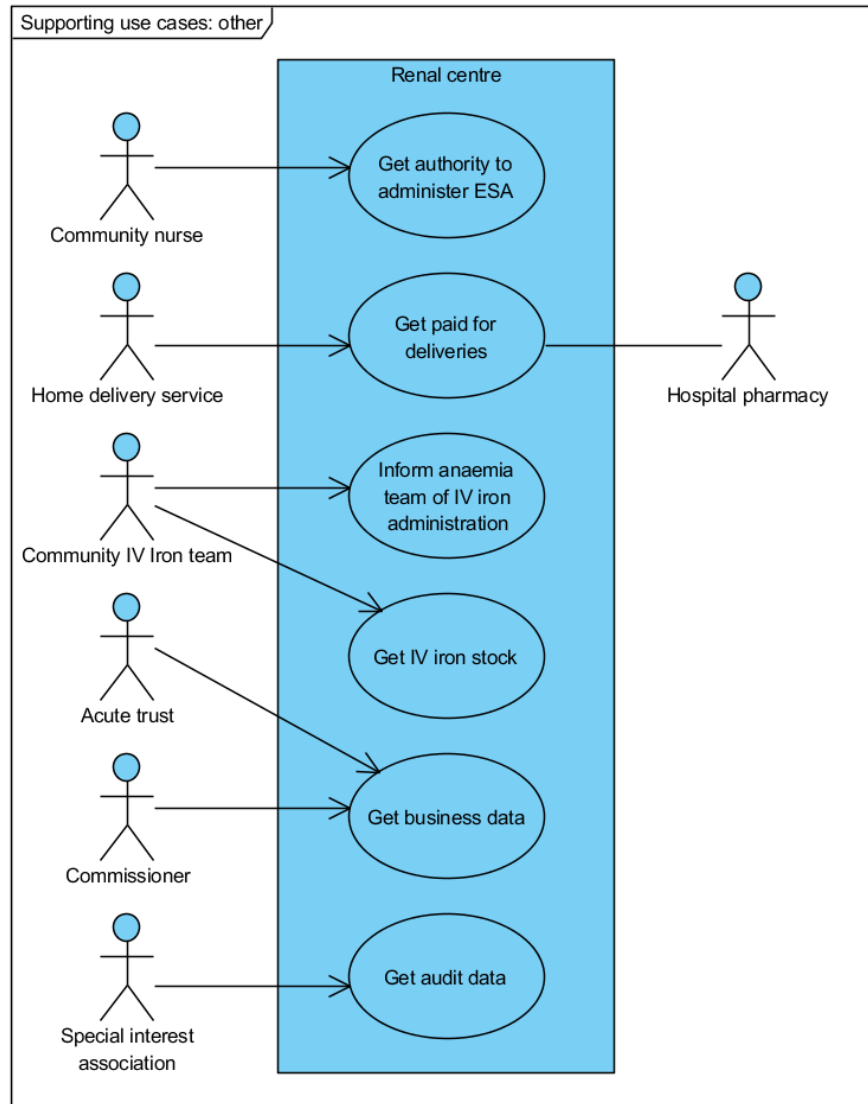 Supporting use cases: other
Renal centre
Get authority to
administer ESA
Community nurse
Get paid for
deliveries
Home delivery service
Hospital pharmacy
Inform anaemia
team of IV iron
administration
Community IV Iron team
Get IV iron stock
Acute trust
Get business data
Commissioner
Get audit data
Special interest
association